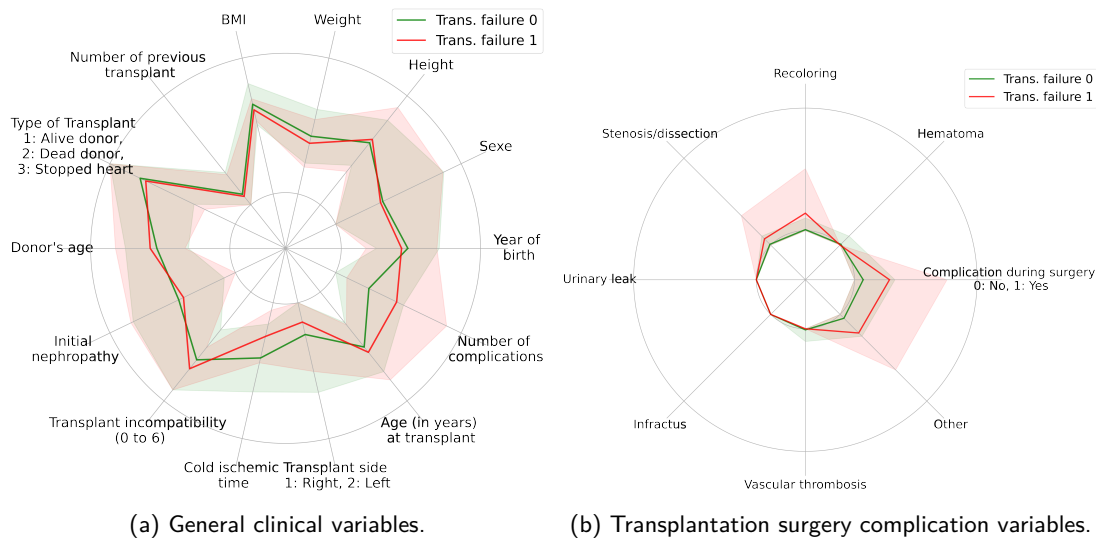 BMI
Weight
Trans. failure 0
Trans. failure 1
Number of previous
transplant
Height
Type of Transplant
1: Alive donor,
2: Dead donor,
3: Stopped heart
Sexe
Donor's age
Year of
birth
Initial
nephropathy
Number of
complications
Transplant incompatibility
(0 to 6)
Age (in years)
at transplant
Cold ischemic
time
Transplant side
1: Right, 2: Left
(a) General clinical variables.
Recoloring
Trans. failure 0
Trans. failure 1
Stenosis/dissection
Hematoma
Urinary leak
Complication during surgery
0: No, 1: Yes
Infarctus
Other
Vascular thrombosis
(b) Transplantation surgery complication variables.